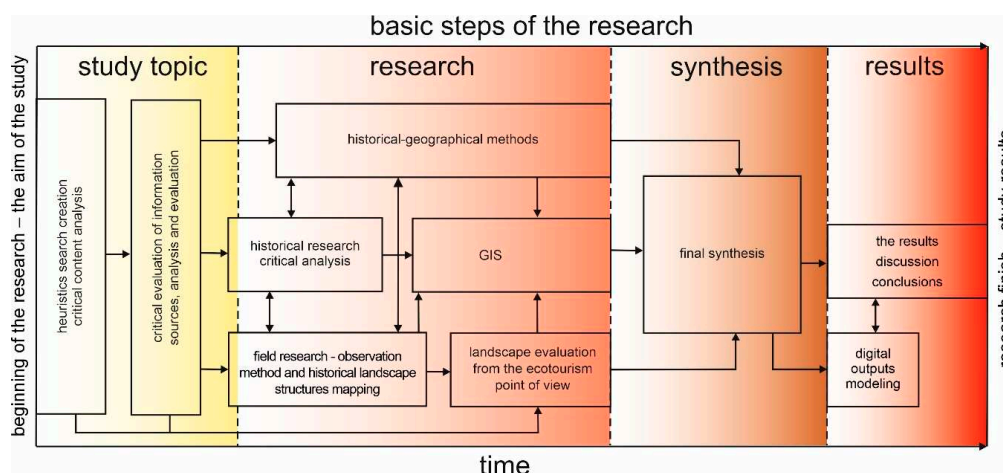 basic steps of the research
study topic
research
synthesis
results
beginning of the research – the aim of the study
heuristics search creation
critical content analysis
critical evaluation of information
sources, analysis and evaluation
historical-geographical methods
historical research
critical analysis
GIS
field research - observation
method and historical landscape
structures mapping
landscape evaluation
from the ecotourism
point of view
final synthesis
the results
discussion
conclusions
digital
outputs
modeling
time